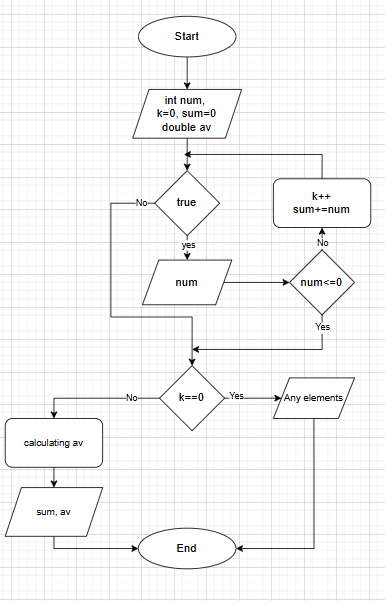 Start
int num,
k=0, sum=0
double av
true
No
yes
k++
sum+=num
No
num
num<=0
Yes
k==0
No
Yes
Any elements
calculating av
sum, av
End